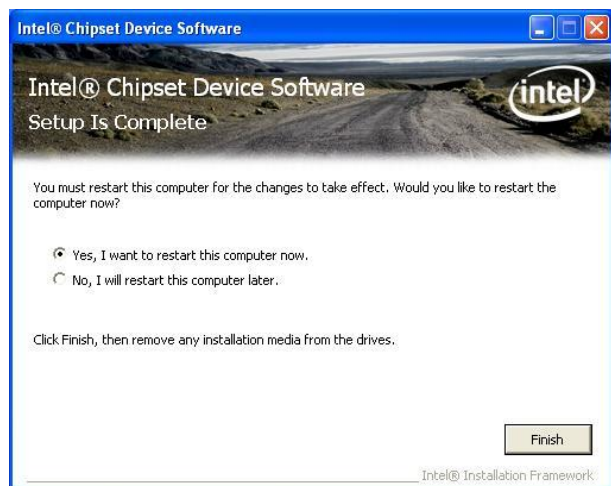 Intel® Chipset Device Software
Intel® Chipset Device Software
intel
Setup Is Complete
You must restart this computer for the changes to take effect. Would you like to restart the
computer now?
Yes, I want to restart this computer now.
No, I will restart this computer later.
Click Finish, then remove any installation media from the drives.
Finish
Intel® Installation Framework